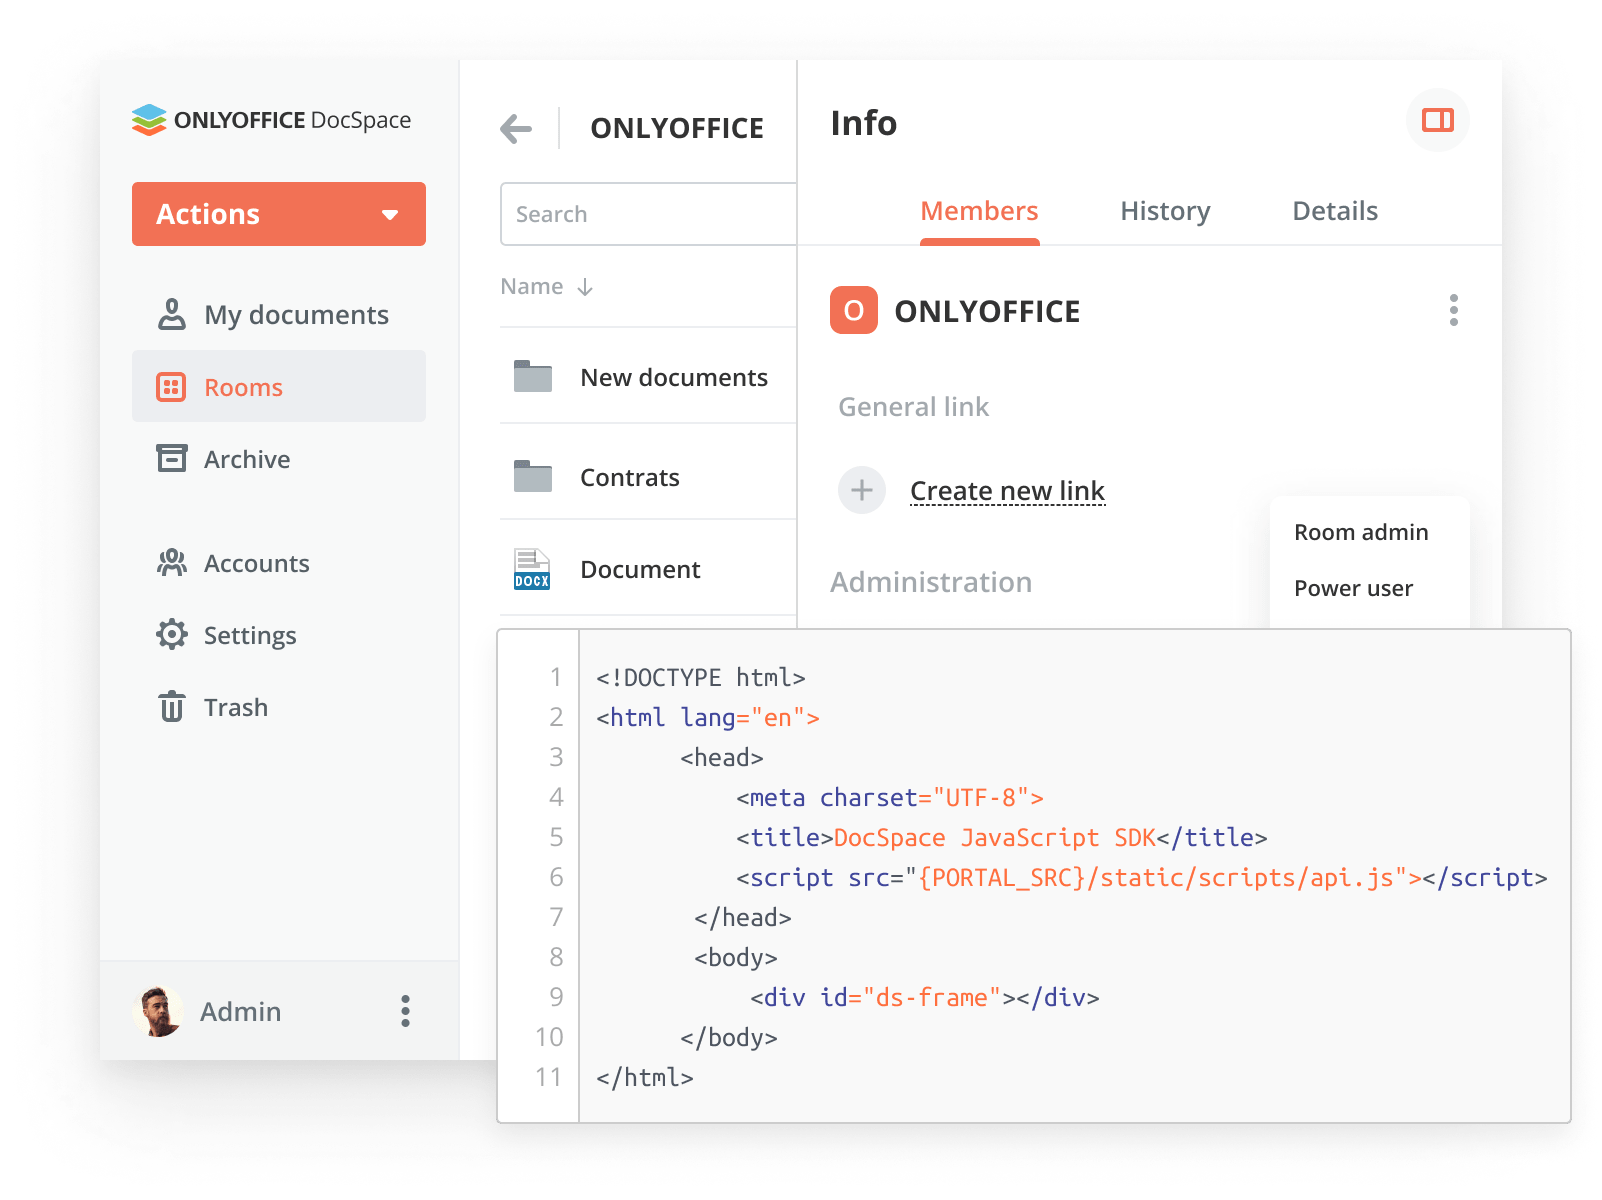 ONLYOFFICE DocSpace
Actions
My documents
Rooms
Archive
Accounts
Settings
Trash
Admin
ONLYOFFICE
Search
Name
New documents
Contrats
DOCX
Document
Info
Members History Details
O ONLYOFFICE
General link
Create new link
Administration
Room admin
Power user
1 <!DOCTYPE html>
2 <html lang="en">
3 <head>
4 <meta charset="UTF-8">
5 <title>DocSpace JavaScript SDK</title>
6 <script src="{PORTAL_SRC}/static/scripts/api.js"></script>
7 </head>
8 <body>
9 <div id="ds-frame"></div>
10 </body>
11 </html>